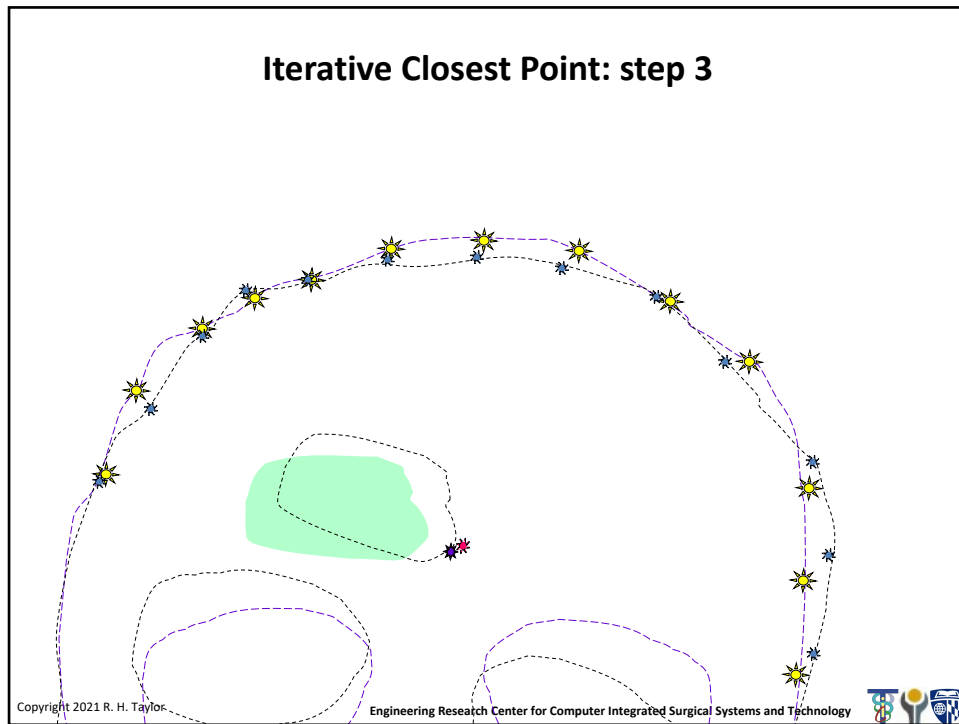 Iterative Closest Point: step 3
Copyright 2021 R. H. Taylor
Engineering Research Center for Computer Integrated Surgical Systems and Technology